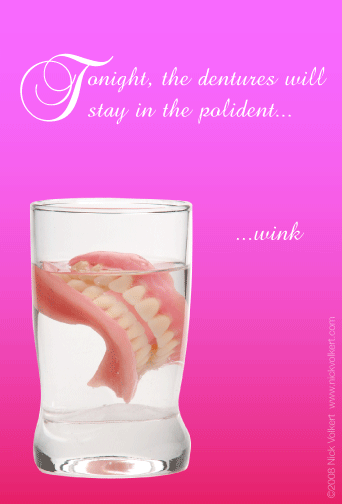 Tonight, the dentures will
stay in the polident...
...wink
©2008 Nick Volkert www.nickvolkert.com